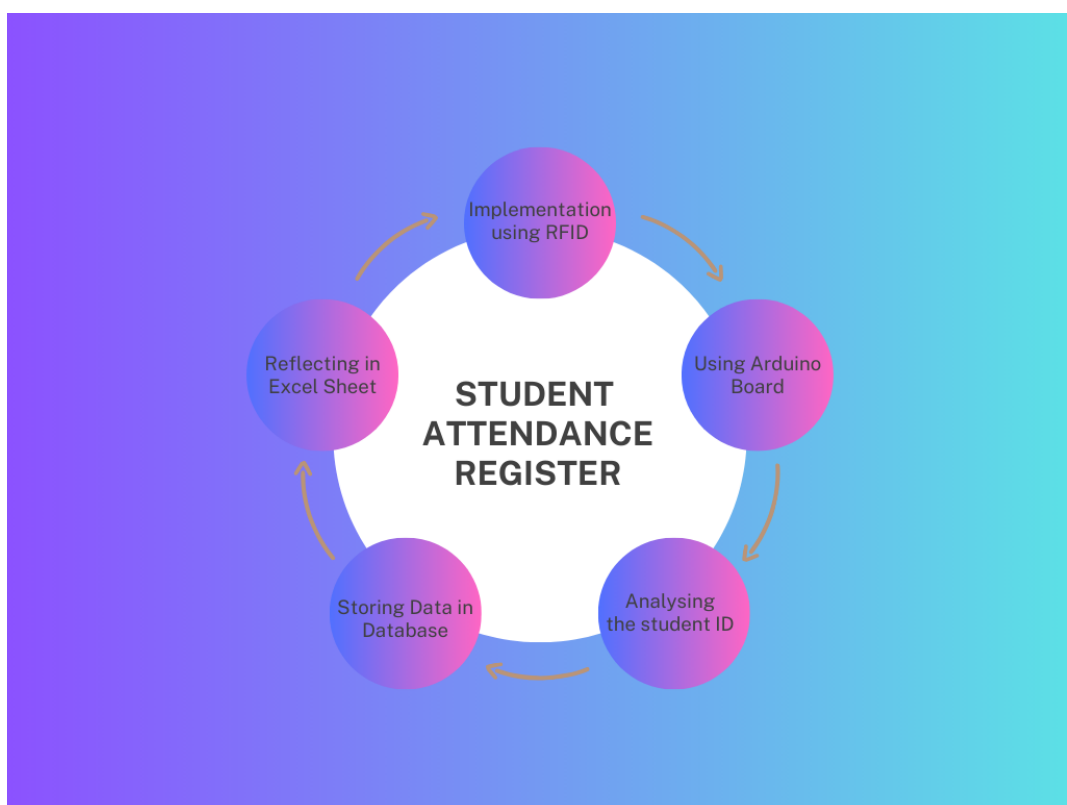 Implementation
using RFID
Using Arduino
Board
Analysing
the student ID
Storing Data in
Database
Reflecting in
Excel Sheet
STUDENT
ATTENDANCE
REGISTER